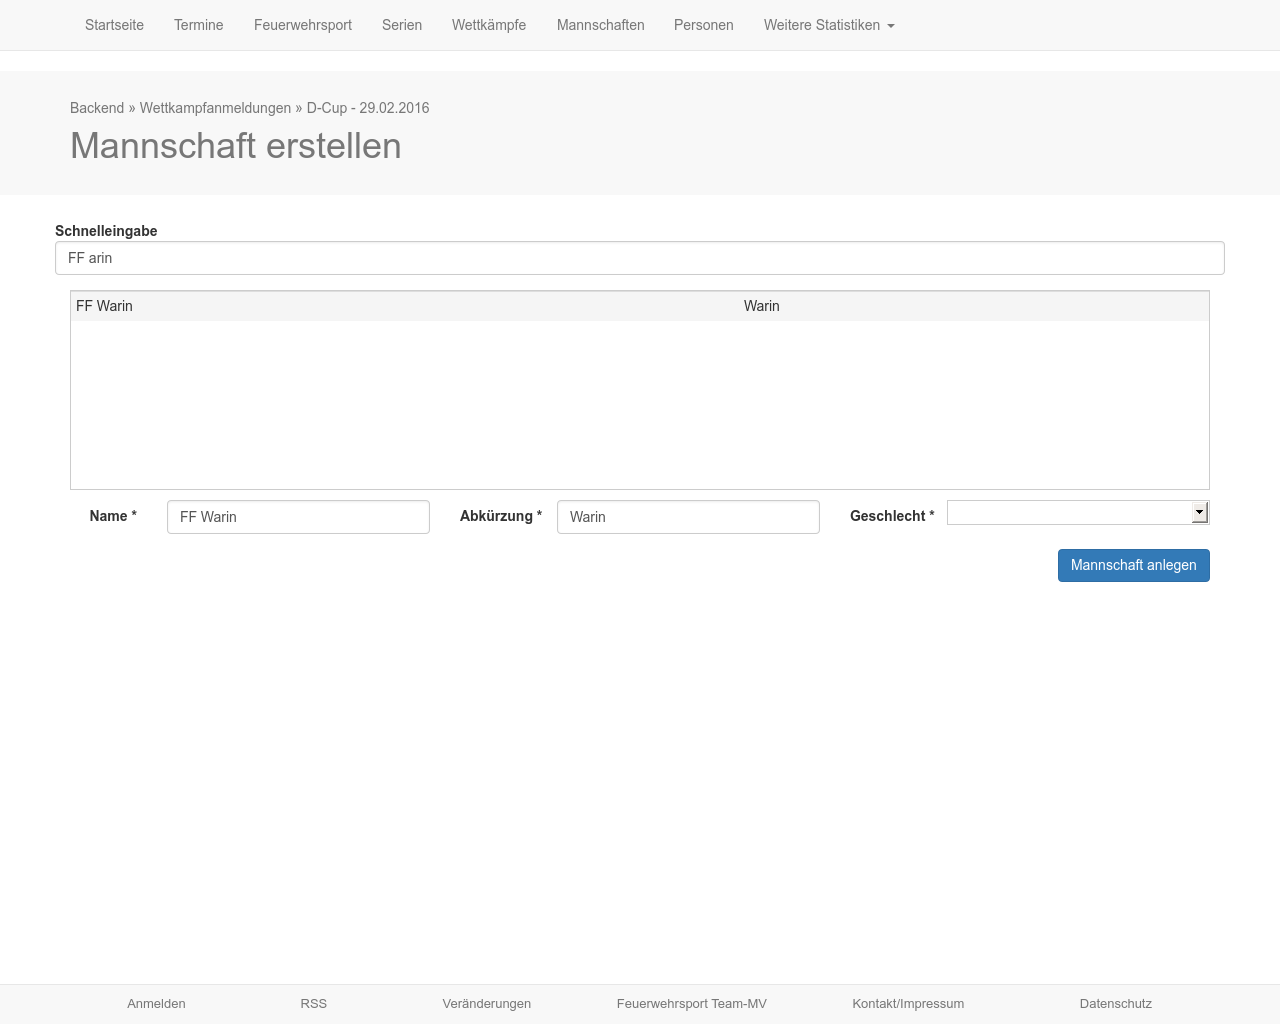 Startseite Termine Feuerwehrsport Serien Wettkämpfe Mannschaften Personen Weitere Statistiken
Backend » Wettkampfanmeldungen » D-Cup - 29.02.2016
Mannschaft erstellen
Schnelleingabe
FF arin
FF Warin Warin
Name * FF Warin Abkürzung * Warin Geschlecht *
Mannschaft anlegen
Anmelden RSS Veränderungen Feuerwehrsport Team-MV Kontakt/Impressum Datenschutz